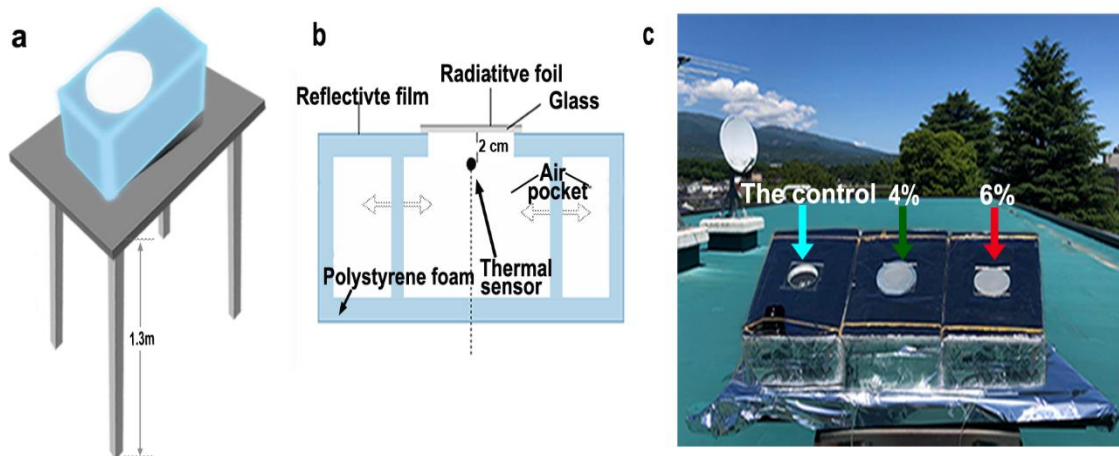 a
1.3m
b
Radiatitve foil
Reflectivte film
Glass
2 cm
Air
pocket
Polystyrene foam
Thermal
sensor
c
The control 4% 6%